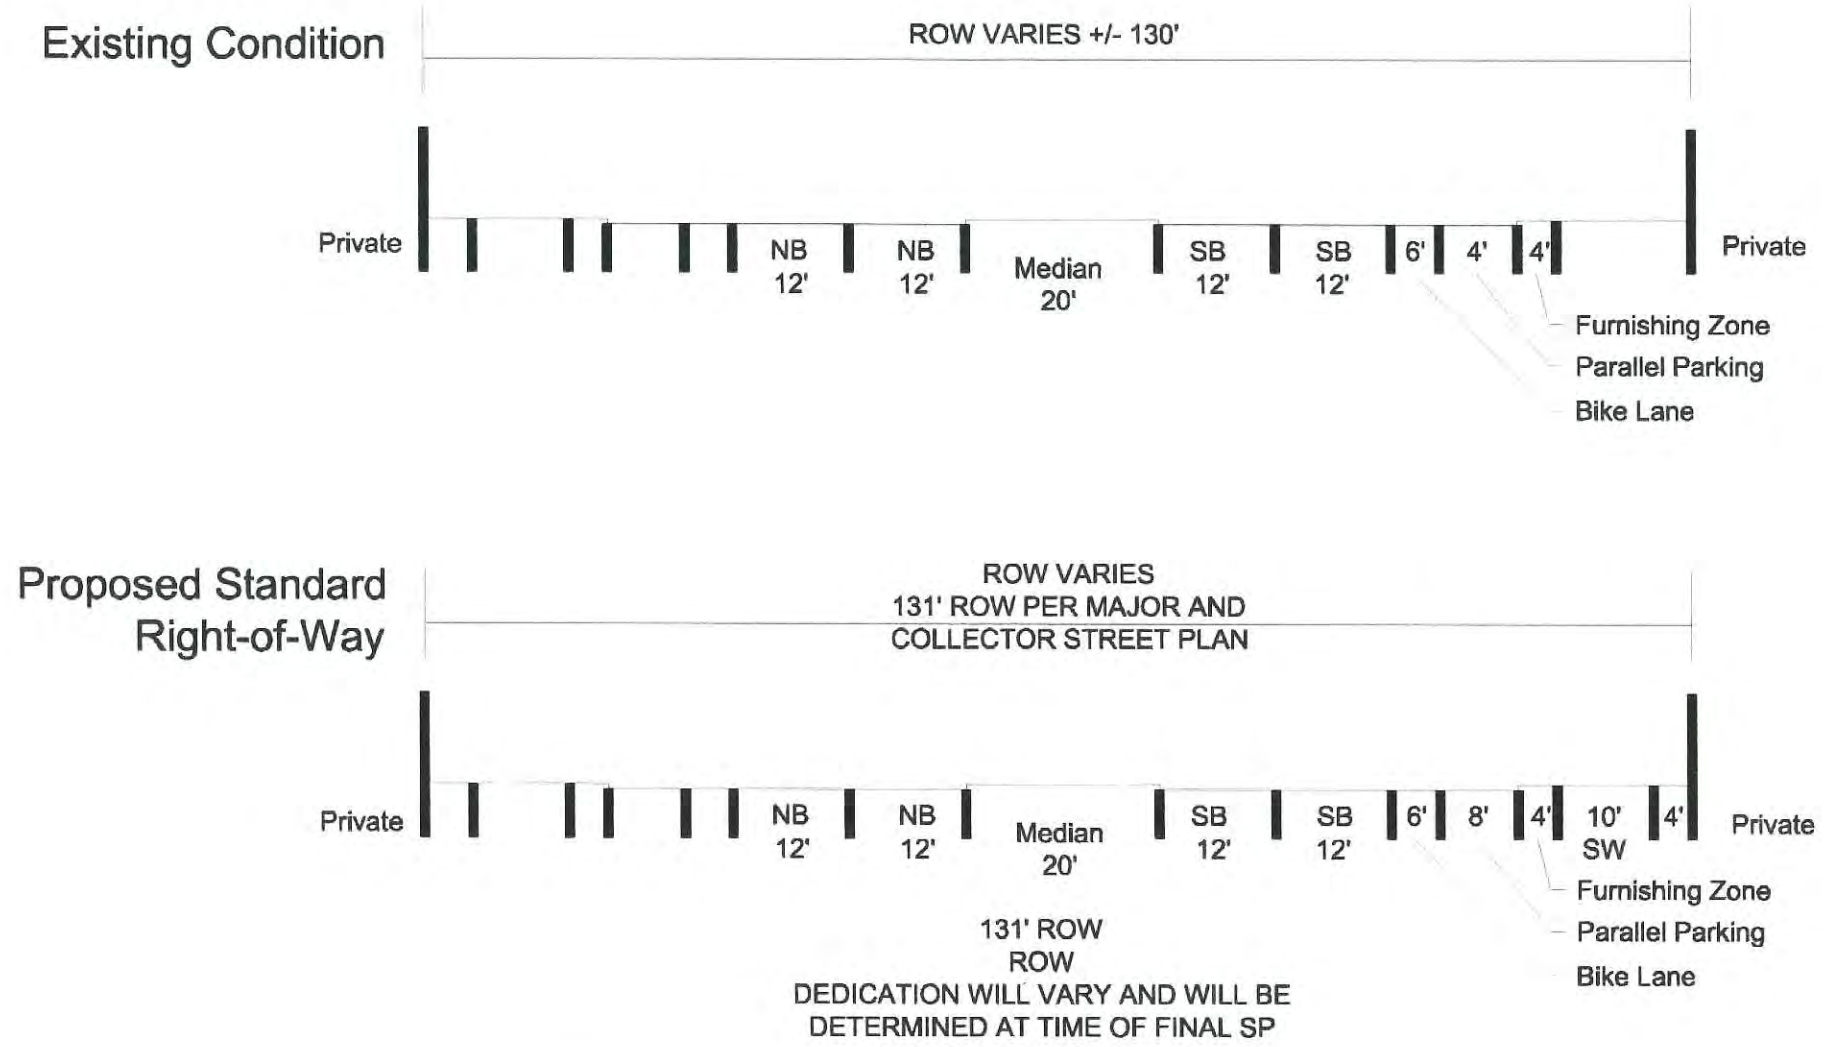 Existing Condition
ROW VARIES +/- 130'
Private
NB
12'
NB
12'
Median
20'
SB
12'
SB
12'
6'
4'
4'
Private
Furnishing Zone
Parallel Parking
Bike Lane
Proposed Standard
Right-of-Way
ROW VARIES
131' ROW PER MAJOR AND
COLLECTOR STREET PLAN
Private
NB
12'
NB
12'
Median
20'
SB
12'
SB
12'
6'
8'
4'
10'
SW
4'
Private
Furnishing Zone
Parallel Parking
Bike Lane
131' ROW
ROW
DEDICATION WILL VARY AND WILL BE
DETERMINED AT TIME OF FINAL SP